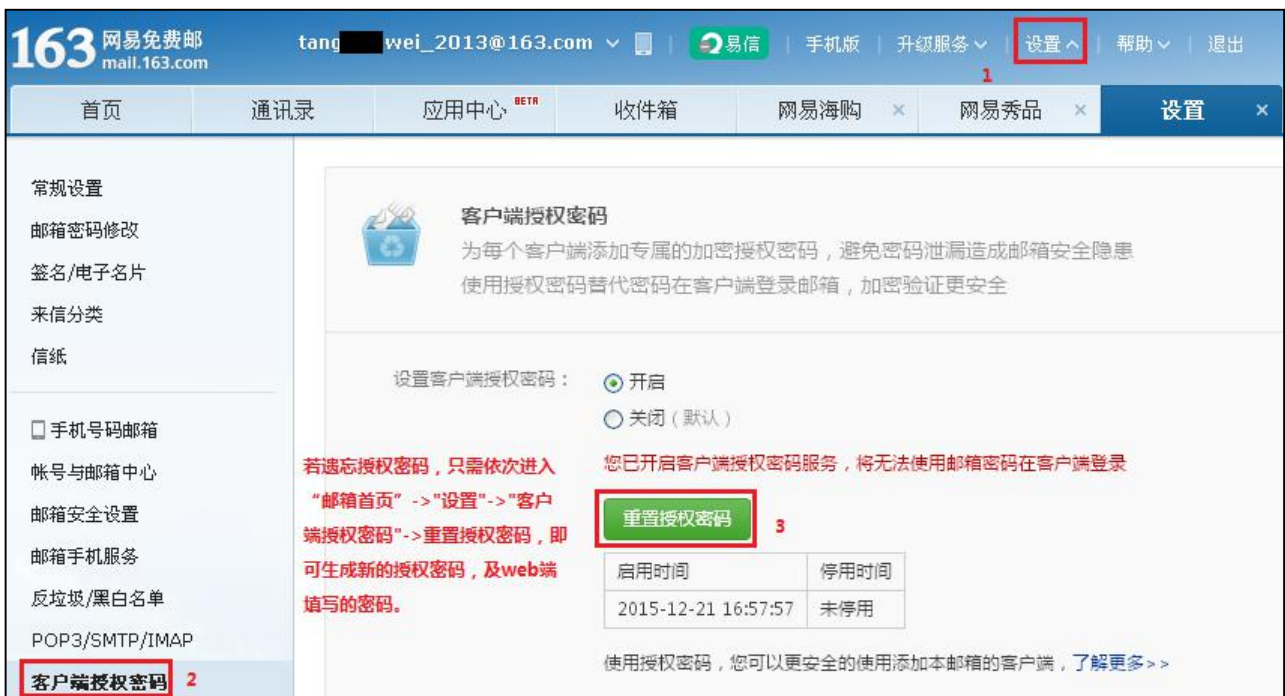 163 网易免费邮
mail.163.com
tang wei_2013@163.com 易信 手机版 升级服务 设置 帮助 退出
1
首页 通讯录 应用中心 BETA 收件箱 网易海购 × 网易秀品 × 设置 ×
常规设置
邮箱密码修改
签名/电子名片
来信分类
信纸
手机号码邮箱
帐号与邮箱中心
邮箱安全设置
邮箱手机服务
反垃圾/黑白名单
POP3/SMTP/IMAP
客户端授权密码 2
客户端授权密码
为每个客户端添加专属的加密授权密码，避免密码泄漏造成邮箱安全隐患
使用授权密码替代密码在客户端登录邮箱，加密验证更安全
设置客户端授权密码： 开启
关闭（默认）
您已开启客户端授权密码服务，将无法使用邮箱密码在客户端登录
若遗忘授权密码，只需依次进入
“邮箱首页”->"设置"->"客户
端授权密码"->重置授权密码，即
可生成新的授权密码，及web端
填写的密码。
重置授权密码 3
启用时间 停用时间
2015-12-21 16:57:57 未停用
使用授权密码，您可以更安全的使用添加本邮箱的客户端，了解更多>>